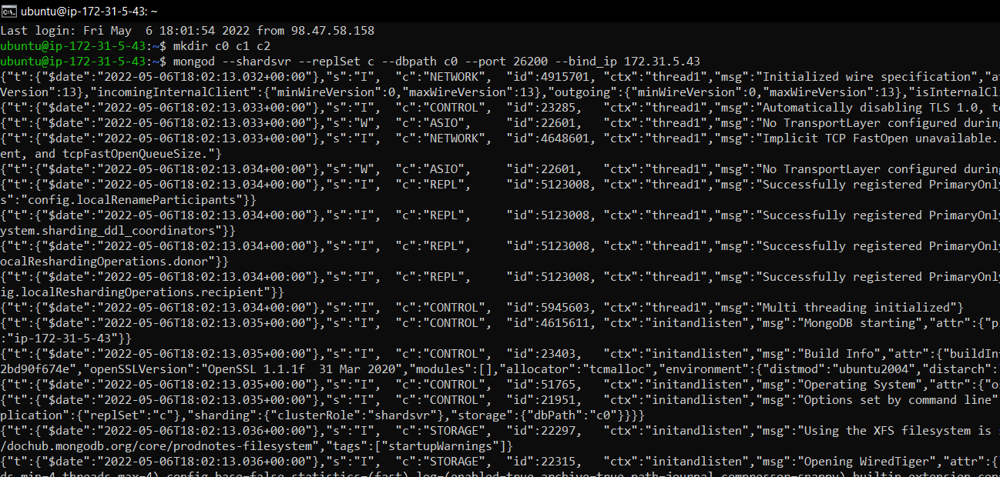 ubuntu@ip-172-31-5-43: ~
Last login: Fri May  6 18:01:54 2022 from 98.47.58.158
ubuntu@ip-172-31-5-43:~$ mkdir c0 c1 c2
ubuntu@ip-172-31-5-43:~$ mongod --shardsvr --replSet c --dbpath c0 --port 26200 --bind_ip 172.31.5.43
{"t":{"$date":"2022-05-06T18:02:13.032+00:00"},"s":"I",  "c":"NETWORK",  "id":4915701, "ctx":"thread1","msg":"Initialized wire specification","at
Version":13},"incomingInternalClient":{"minWireVersion":0,"maxWireVersion":13},"outgoing":{"minWireVersion":0,"maxWireVersion":13},"isInternalCl
{"t":{"$date":"2022-05-06T18:02:13.033+00:00"},"s":"I",  "c":"CONTROL",  "id":23285,   "ctx":"thread1","msg":"Automatically disabling TLS 1.0, to
{"t":{"$date":"2022-05-06T18:02:13.033+00:00"},"s":"W",  "c":"ASIO",     "id":22601,   "ctx":"thread1","msg":"No TransportLayer configured during
{"t":{"$date":"2022-05-06T18:02:13.033+00:00"},"s":"I",  "c":"NETWORK",  "id":4648601, "ctx":"thread1","msg":"Implicit TCP FastOpen unavailable.
ent, and tcpFastOpenQueueSize."}
{"t":{"$date":"2022-05-06T18:02:13.034+00:00"},"s":"W",  "c":"ASIO",     "id":22601,   "ctx":"thread1","msg":"No TransportLayer configured during
{"t":{"$date":"2022-05-06T18:02:13.034+00:00"},"s":"I",  "c":"REPL",     "id":5123008, "ctx":"thread1","msg":"Successfully registered PrimaryOnly
s":"config.localRenameParticipants"}}
{"t":{"$date":"2022-05-06T18:02:13.034+00:00"},"s":"I",  "c":"REPL",     "id":5123008, "ctx":"thread1","msg":"Successfully registered PrimaryOnly
ystem.sharding_ddl_coordinators"}}
{"t":{"$date":"2022-05-06T18:02:13.034+00:00"},"s":"I",  "c":"REPL",     "id":5123008, "ctx":"thread1","msg":"Successfully registered PrimaryOnly
ocalReshardingOperations.donor"}}
{"t":{"$date":"2022-05-06T18:02:13.034+00:00"},"s":"I",  "c":"REPL",     "id":5123008, "ctx":"thread1","msg":"Successfully registered PrimaryOnly
ig.localReshardingOperations.recipient"}}
{"t":{"$date":"2022-05-06T18:02:13.034+00:00"},"s":"I",  "c":"CONTROL",  "id":5945603, "ctx":"thread1","msg":"Multi threading initialized"}
{"t":{"$date":"2022-05-06T18:02:13.035+00:00"},"s":"I",  "c":"CONTROL",  "id":4615611, "ctx":"initandlisten","msg":"MongoDB starting","attr":{"p
:"ip-172-31-5-43"}}
{"t":{"$date":"2022-05-06T18:02:13.035+00:00"},"s":"I",  "c":"CONTROL",  "id":23403,   "ctx":"initandlisten","msg":"Build Info","attr":{"buildIn
2bd90f674e","openSSLVersion":"OpenSSL 1.1.1f  31 Mar 2020","modules":[],"allocator":"tcmalloc","environment":{"distmod":"ubuntu2004","distarch":
{"t":{"$date":"2022-05-06T18:02:13.035+00:00"},"s":"I",  "c":"CONTROL",  "id":51765,   "ctx":"initandlisten","msg":"Operating System","attr":{"o
{"t":{"$date":"2022-05-06T18:02:13.035+00:00"},"s":"I",  "c":"CONTROL",  "id":21951,   "ctx":"initandlisten","msg":"Options set by command line"
plication":{"replSet":"c"},"sharding":{"clusterRole":"shardsvr"},"storage":{"dbPath":"c0"}}}}
{"t":{"$date":"2022-05-06T18:02:13.036+00:00"},"s":"I",  "c":"STORAGE",  "id":22297,   "ctx":"initandlisten","msg":"Using the XFS filesystem is
/dochub.mongodb.org/core/prodnotes-filesystem","tags":["startupWarnings"]}
{"t":{"$date":"2022-05-06T18:02:13.036+00:00"},"s":"I",  "c":"STORAGE",  "id":22315,   "ctx":"initandlisten","msg":"Opening WiredTiger","attr":{